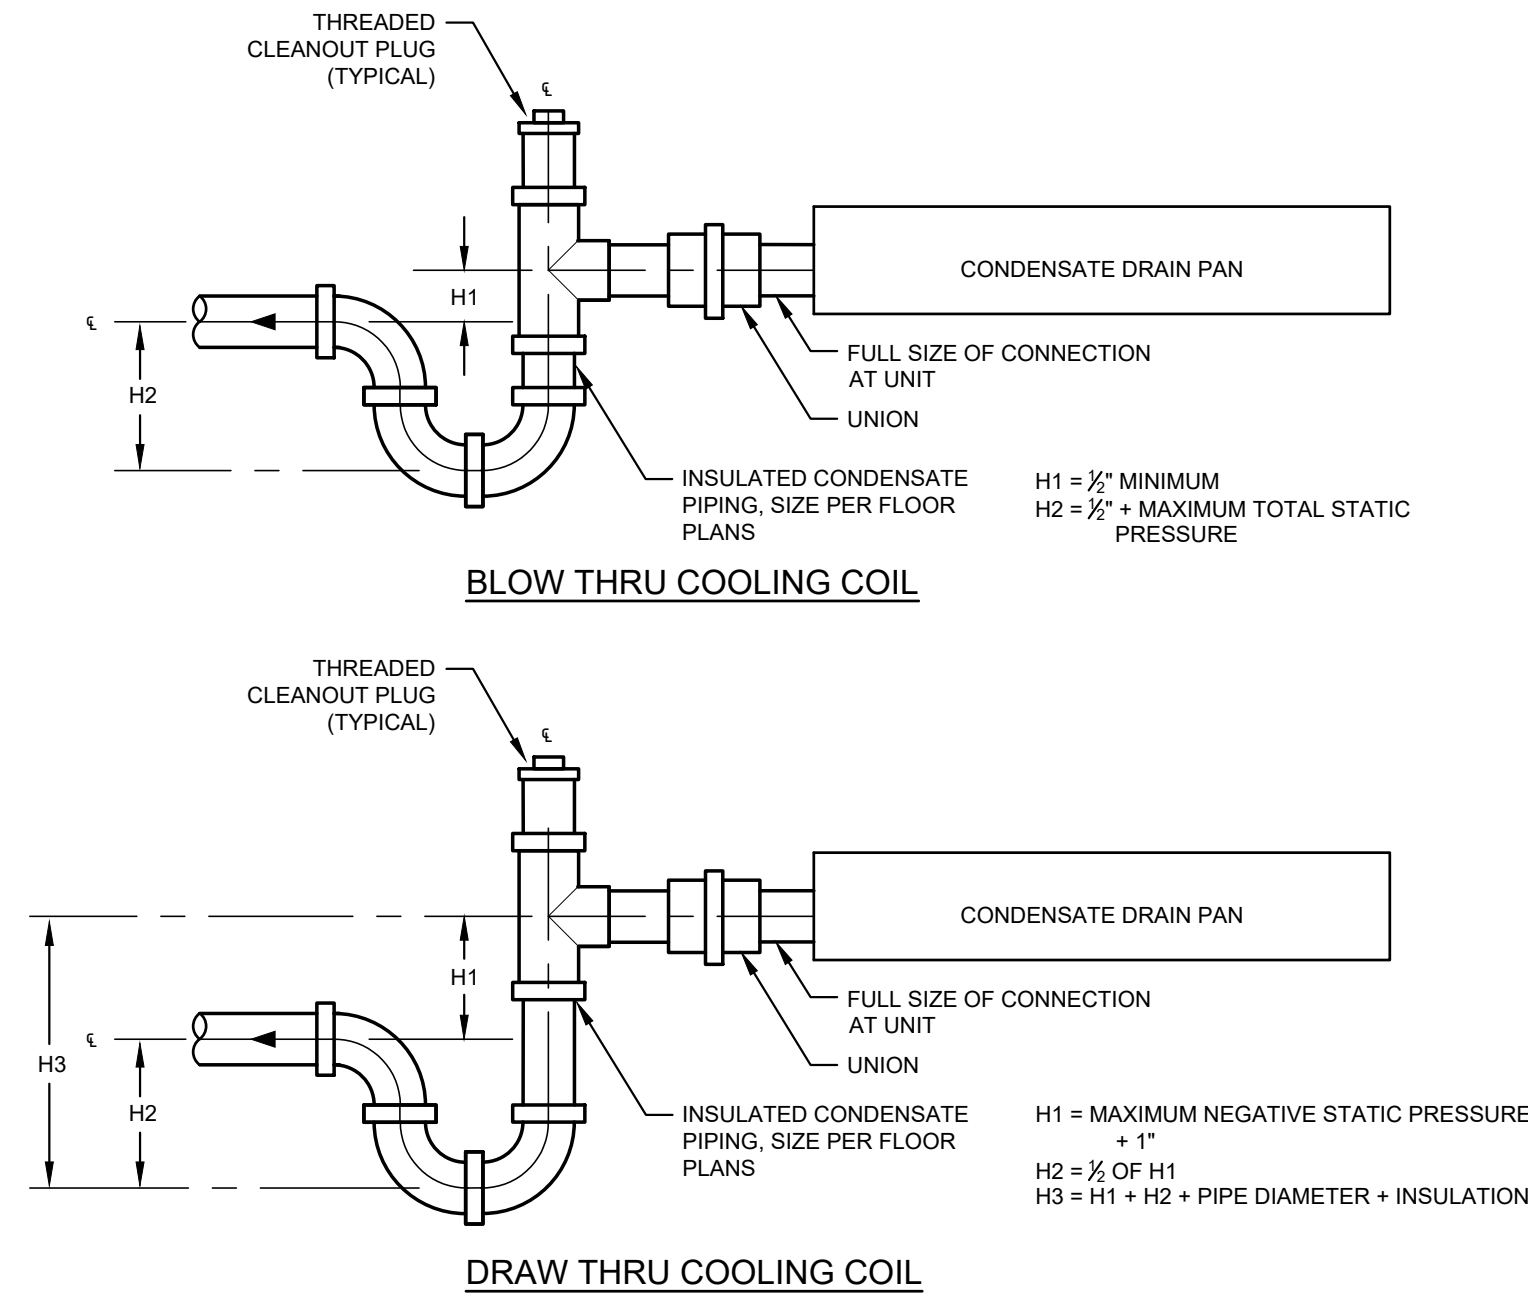 THREADED
CLEANOUT PLUG
(TYPICAL)
℄
CONDENSATE DRAIN PAN
H1
℄
H2
FULL SIZE OF CONNECTION
AT UNIT
UNION
INSULATED CONDENSATE
PIPING, SIZE PER FLOOR
PLANS
H1 = ½" MINIMUM
H2 = ½" + MAXIMUM TOTAL STATIC
PRESSURE
BLOW THRU COOLING COIL
THREADED
CLEANOUT PLUG
(TYPICAL)
℄
CONDENSATE DRAIN PAN
H1
℄
H3
H2
FULL SIZE OF CONNECTION
AT UNIT
UNION
INSULATED CONDENSATE
PIPING, SIZE PER FLOOR
PLANS
H1 = MAXIMUM NEGATIVE STATIC PRESSURE
+ 1"
H2 = ½ OF H1
H3 = H1 + H2 + PIPE DIAMETER + INSULATION
DRAW THRU COOLING COIL